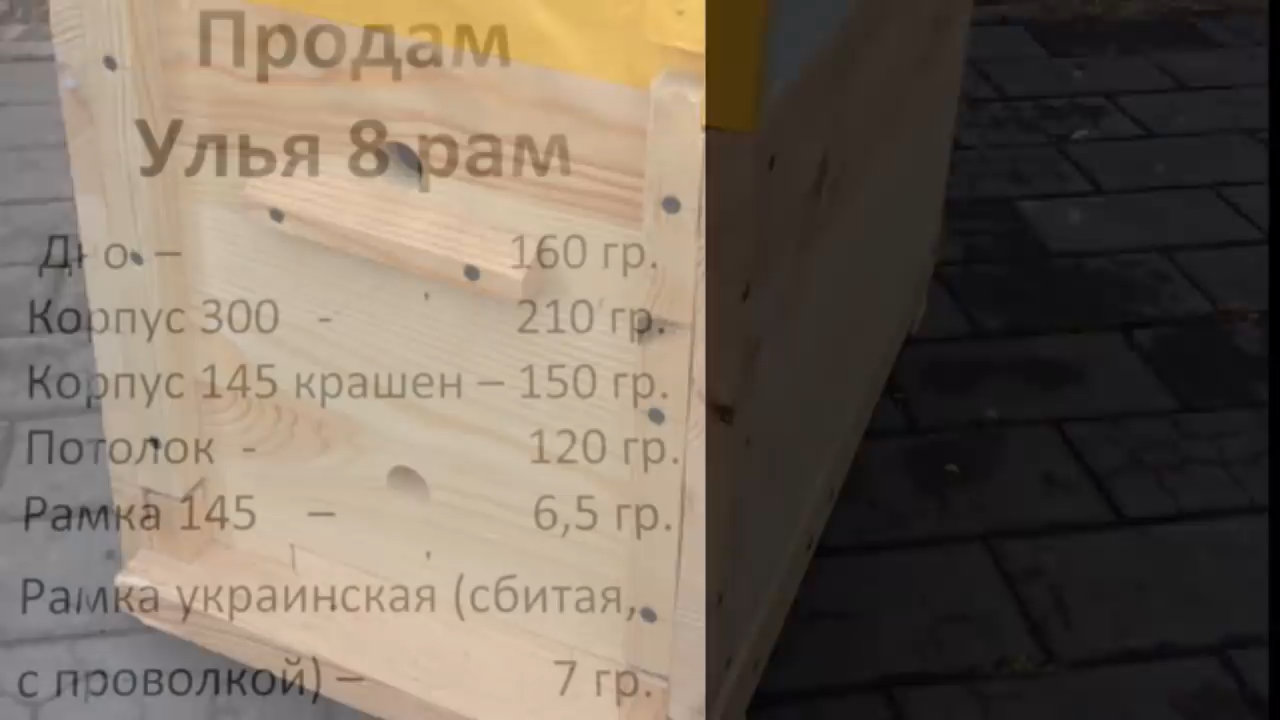 Продам
Улья 8 рам
Дно – 160 гр.
Корпус 300 - 210 гр.
Корпус 145 крашен – 150 гр.
Потолок - 120 гр.
Рамка 145 – 6,5 гр.
Рамка украинская (сбитая,
с проволкой) – 7 гр.